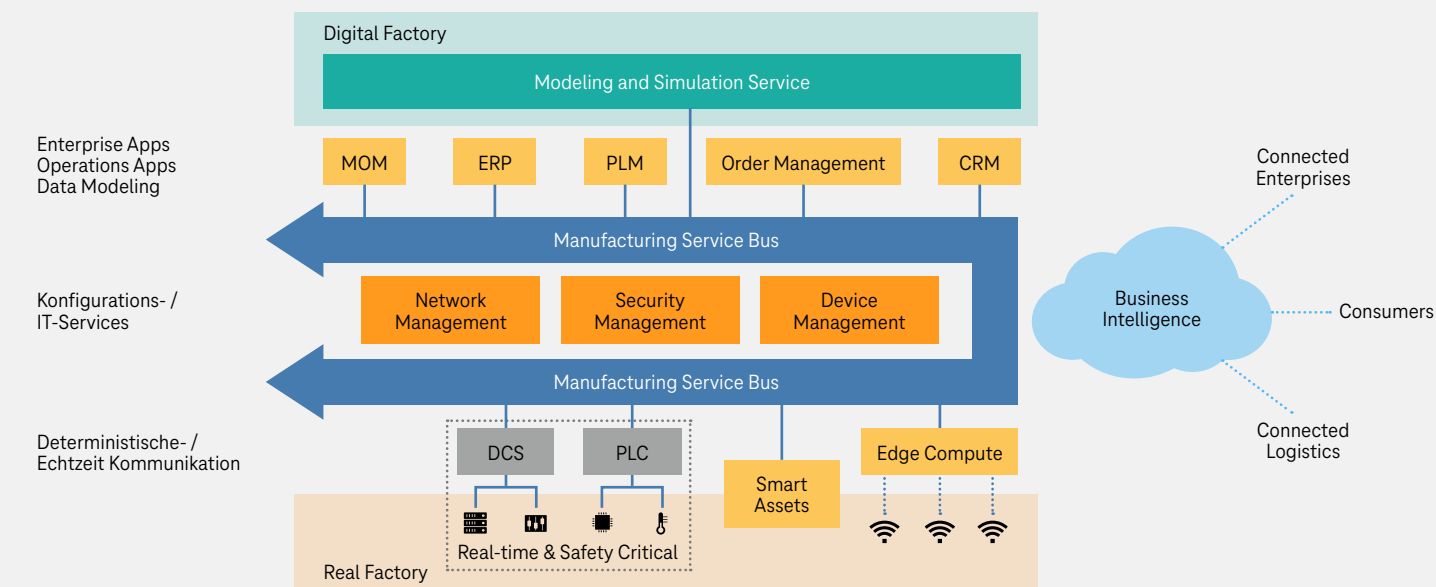 Digital Factory
Modeling and Simulation Service
Enterprise Apps
Operations Apps
Data Modeling
MOM
ERP
PLM
Order Management
CRM
Manufacturing Service Bus
Konfigurations- /
IT-Services
Network
Management
Security
Management
Device
Management
Manufacturing Service Bus
Deterministische- /
Echtzeit Kommunikation
DCS
PLC
Smart
Assets
Edge Compute
Real-time & Safety Critical
Real Factory
Business
Intelligence
Connected
Enterprises
Consumers
Connected
Logistics